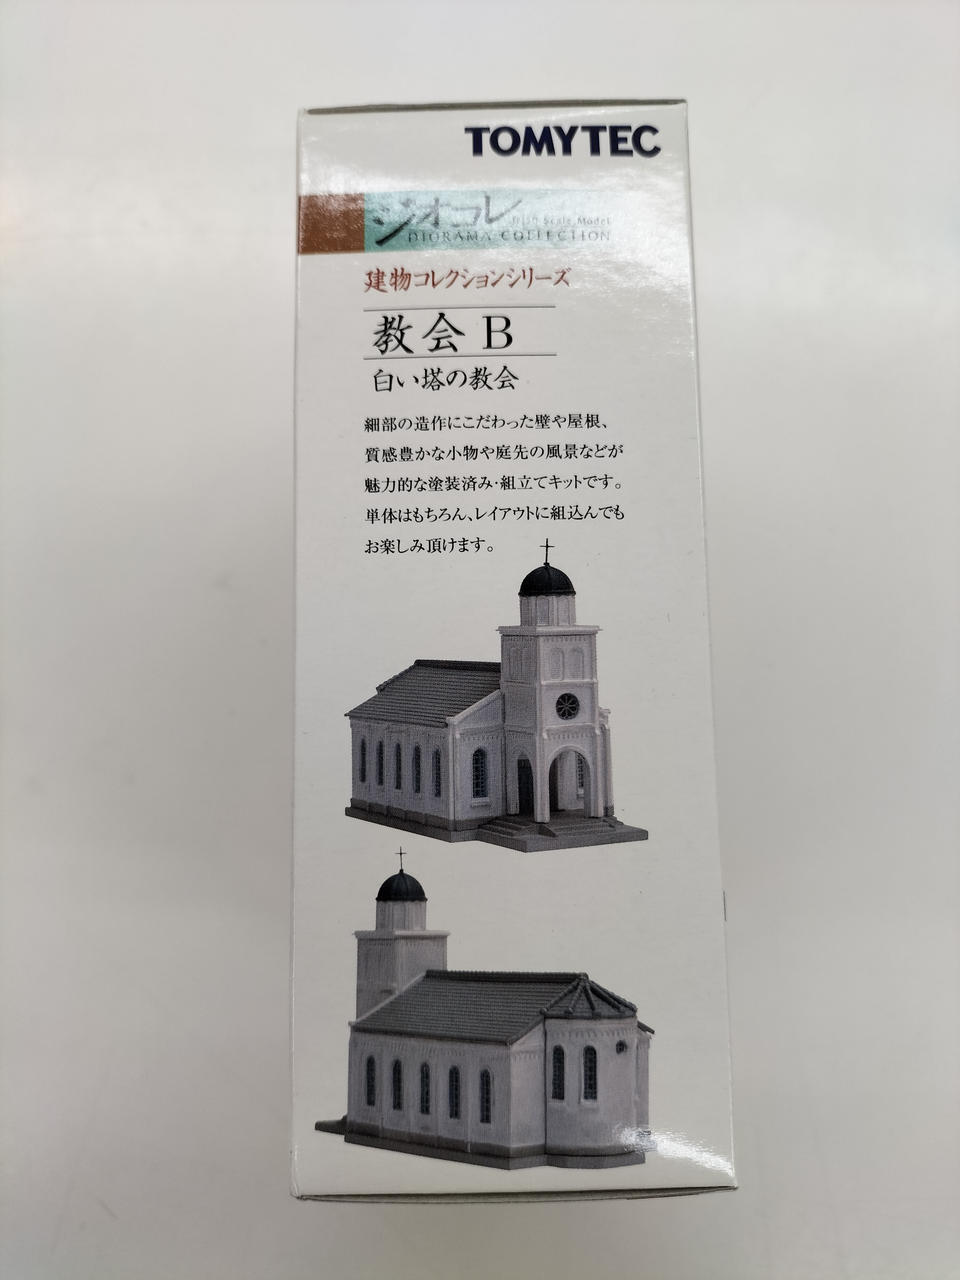 TOMYTEC
ジオコレ
1/150 Scale Model
DIORAMA COLLECTION
建物コレクションシリーズ
教会 B
白い塔の教会
細部の造作にこだわった壁や屋根、
質感豊かな小物や庭先の風景などが
魅力的な塗装済み・組立てキットです。
単体はもちろん、レイアウトに組込んでも
お楽しみ頂けます。